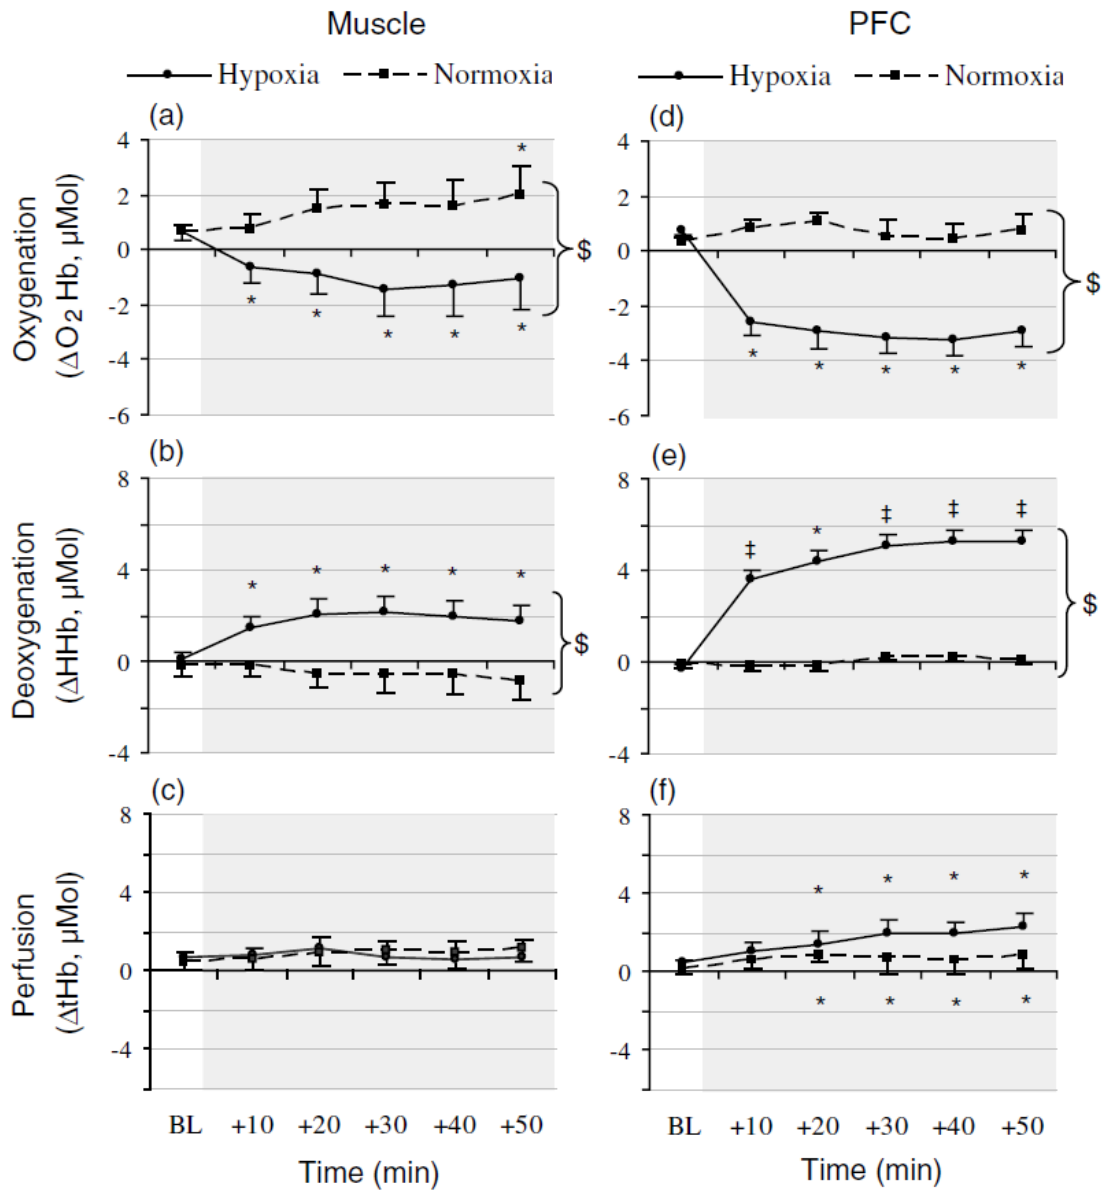 Muscle PFC
Hypoxia Normoxia Hypoxia Normoxia
(a) (d)
Oxygenation
(ΔO2 Hb, μMol)
4
2
0
-2
-4
-6
*
* * * * *
$
4
2
0
-2
-4
-6
* * * * *
$
(b) (e)
Deoxygenation
(ΔHHb, μMol)
8
4
0
-4
* * * * *
$
8
4
0
-4
‡ * ‡ ‡ ‡
$
(c) (f)
Perfusion
(ΔtHb, μMol)
8
4
0
-4
8
4
0
-4
* * * *
* * * *
BL +10 +20 +30 +40 +50 BL +10 +20 +30 +40 +50
Time (min) Time (min)